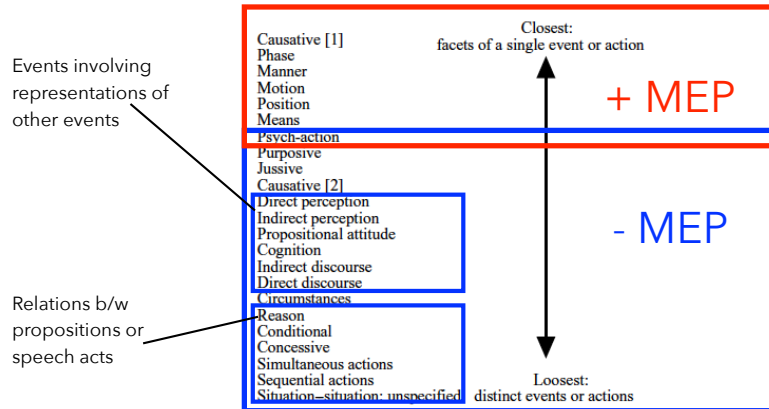 Closest:
facets of a single event or action
Causative [1]
Phase
Manner
Motion
Position
Means
Psych-action
Purposive
Jussive
Causative [2]
Direct perception
Indirect perception
Propositional attitude
Cognition
Indirect discourse
Direct discourse
Circumstances
Reason
Conditional
Concessive
Simultaneous actions
Sequential actions
Situation–situation: unspecified
Loosest:
distinct events or actions
Events involving
representations of
other events
Relations b/w
propositions or
speech acts
+ MEP
- MEP